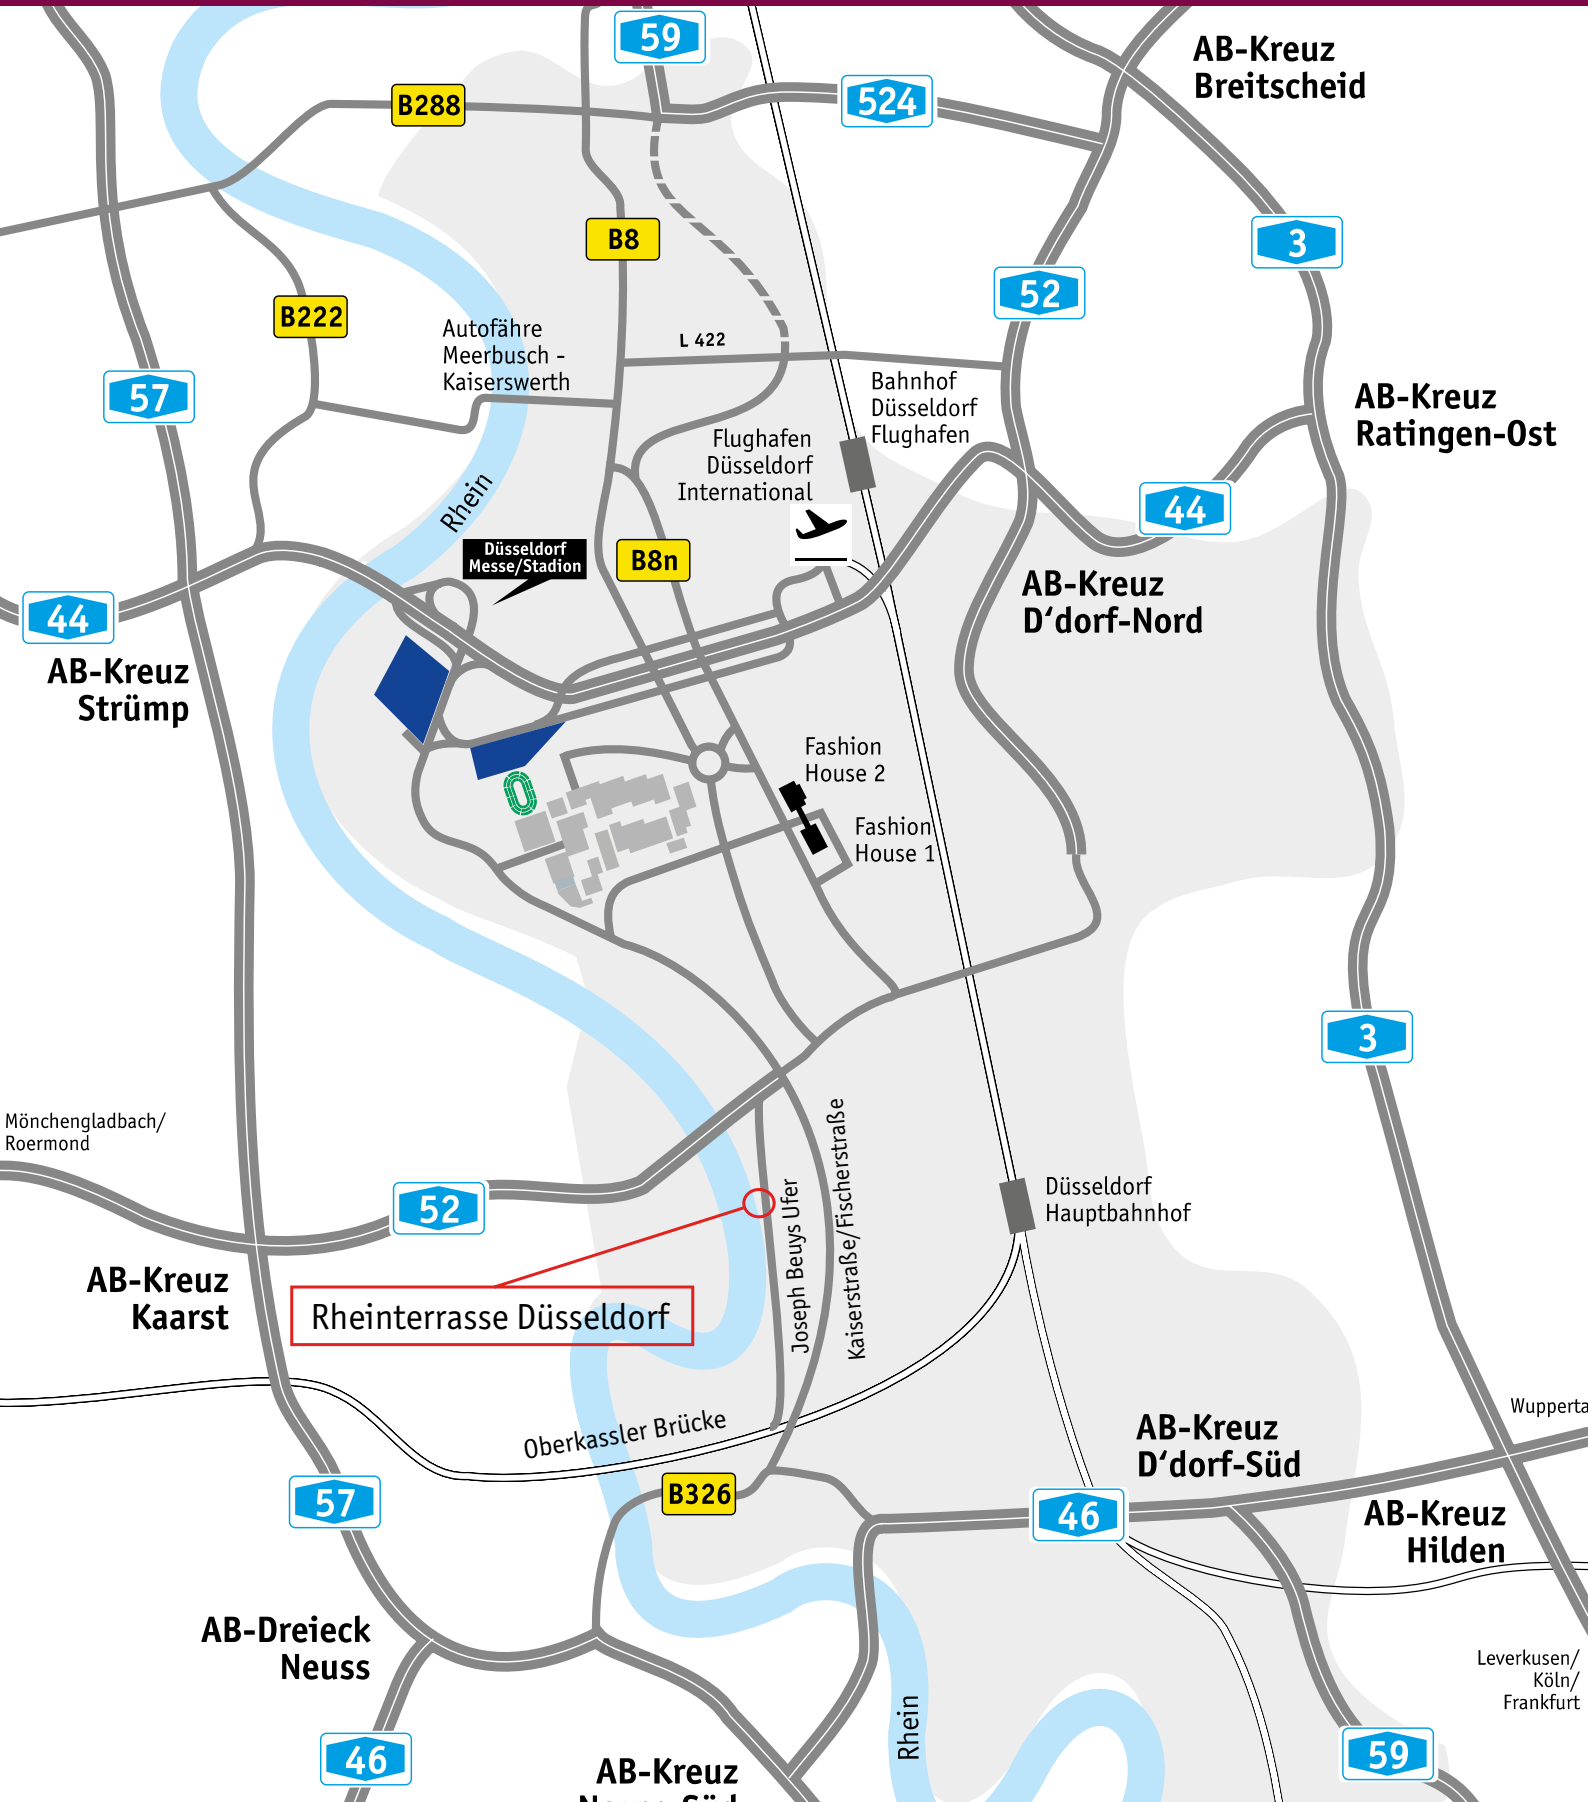 59
AB-Kreuz
Breitscheid
B288
524
B8
3
52
B222
L 422
Autofähre
Meerbusch -
Kaiserswerth
57
Bahnhof
Düsseldorf
Flughafen
AB-Kreuz
Ratingen-Ost
Flughafen
Düsseldorf
International
Rhein
44
Düsseldorf
Messe/Stadion
B8n
AB-Kreuz
D‘dorf-Nord
44
AB-Kreuz
Strümp
Fashion
House 2
Fashion
House 1
3
Mönchengladbach/
Roermond
Joseph Beuys Ufer
Kaiserstraße/Fischerstraße
52
Düsseldorf
Hauptbahnhof
AB-Kreuz
Kaarst
Rheinterrasse Düsseldorf
Oberkassler Brücke
AB-Kreuz
D‘dorf-Süd
Wupperta
57
B326
46
AB-Kreuz
Hilden
AB-Dreieck
Neuss
Leverkusen/
Köln/
Frankfurt
Rhein
46
59
AB-Kreuz
Neuss-Süd